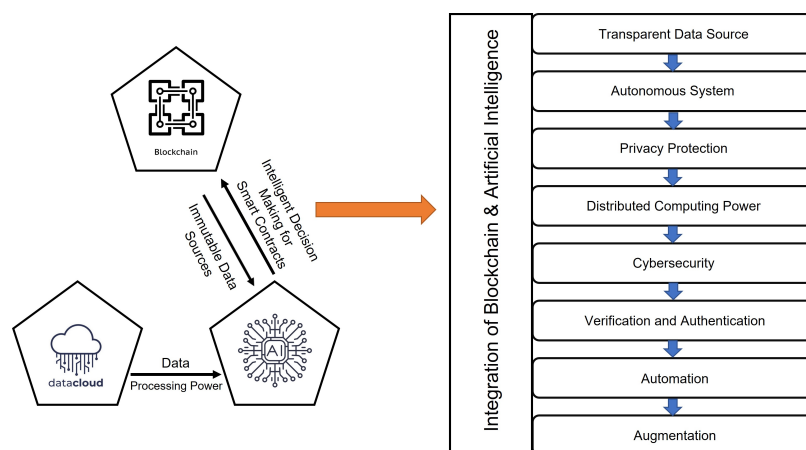 Blockchain
Immutable Data
Sources
Intelligent Decision
Making for
Smart Contracts
datacloud
Data
Processing Power
AI
Integration of Blockchain & Artificial Intelligence
Transparent Data Source
Autonomous System
Privacy Protection
Distributed Computing Power
Cybersecurity
Verification and Authentication
Automation
Augmentation